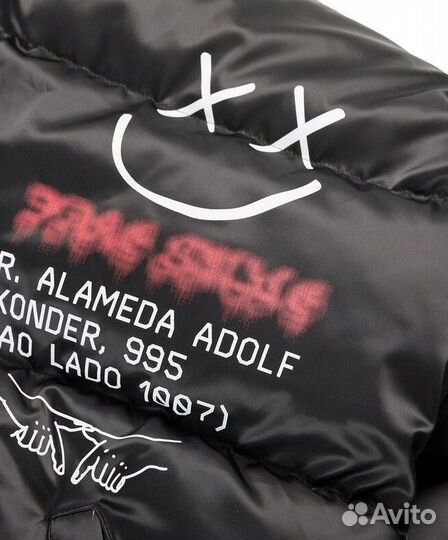 R. ALAMEDA ADOLF
KONDER, 995
AO LADO 1007)
Avito